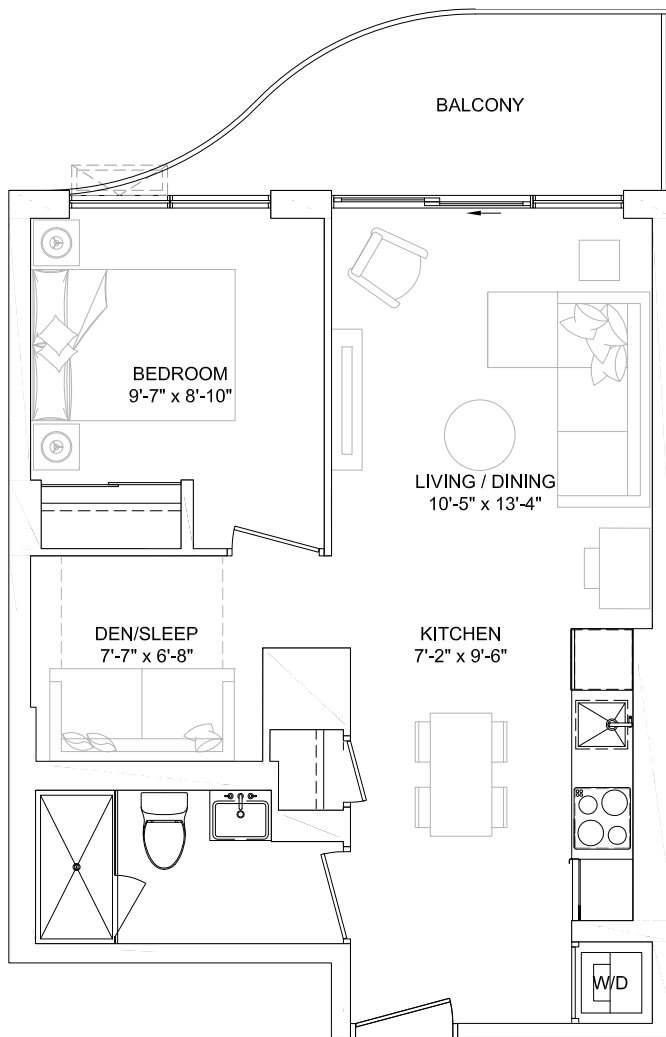 BALCONY
BEDROOM
9'-7" x 8'-10"
LIVING / DINING
10'-5" x 13'-4"
DEN/SLEEP
7'-7" x 6'-8"
KITCHEN
7'-2" x 9'-6"
W/D